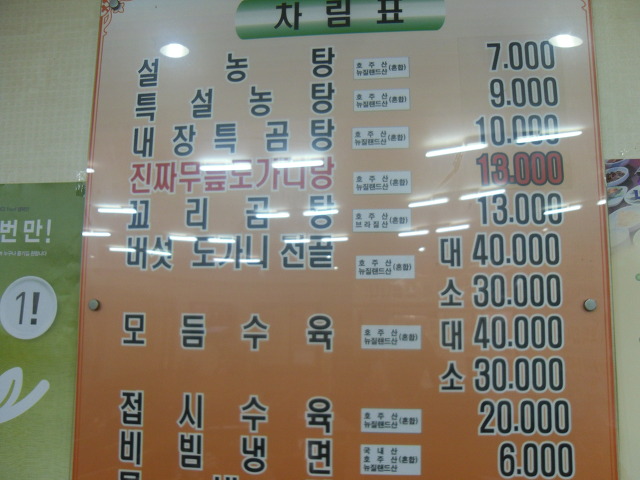 차림표
설농탕 호주산 뉴질랜드산 (혼합) 7.000
특설농탕 호주산 뉴질랜드산 (혼합) 9.000
내장특곰탕 호주산 뉴질랜드산 (혼합) 10.000
진짜무릎도가니탕 호주산 뉴질랜드산 (혼합) 13.000
꼬리곰탕 호주산 브라질산 (혼합) 13.000
버섯 도가니 전골 호주산 뉴질랜드산 (혼합) 대 40.000
소 30.000
모듬수육 호주산 뉴질랜드산 (혼합) 대 40.000
소 30.000
접시수육 호주산 뉴질랜드산 (혼합) 20.000
비빔냉면 국내산 호주산 뉴질랜드산 (혼합) 6.000
번만!
1!